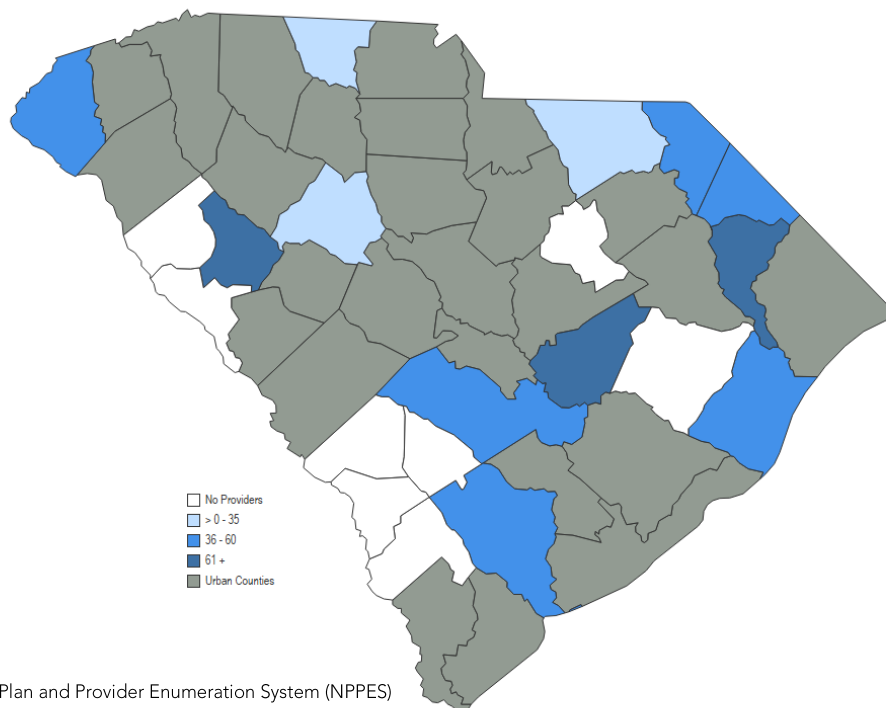 No Providers
> 0 - 35
36 - 60
61 +
Urban Counties
Plan and Provider Enumeration System (NPPES)